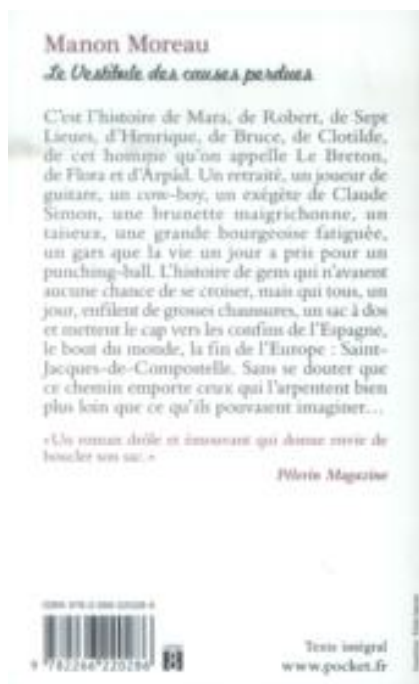 Manon Moreau
Le Vestibule des causes perdues
C'est l'histoire de Mara, de Robert, de Sept
Lieues, d'Henrique, de Bruce, de Clotilde,
de cet homme qu'on appelle Le Breton,
de Flora et d'Árpád. Un retraité, un joueur de
guitare, un cow-boy, un exégète de Claude
Simon, une brunette maigrichonne, un
taiseux, une grande bourgeoise fatiguée,
un gars que la vie un jour a pris pour un
punching-ball. L'histoire de gens qui n'avaient
aucune chance de se croiser, mais qui tous, un
jour, enfilent de grosses chaussures, un sac à dos
et mettent le cap vers les confins de l'Espagne,
le bout du monde, la fin de l'Europe : Saint-
Jacques-de-Compostelle. Sans se douter que
ce chemin emporte ceux qui l'arpentent bien
plus loin que ce qu'ils pouvaient imaginer…
« Un roman drôle et émouvant qui donne envie de
boucler son sac. »
Pèlerin Magazine
9 782266 220286
Texte intégral
www.pocket.fr